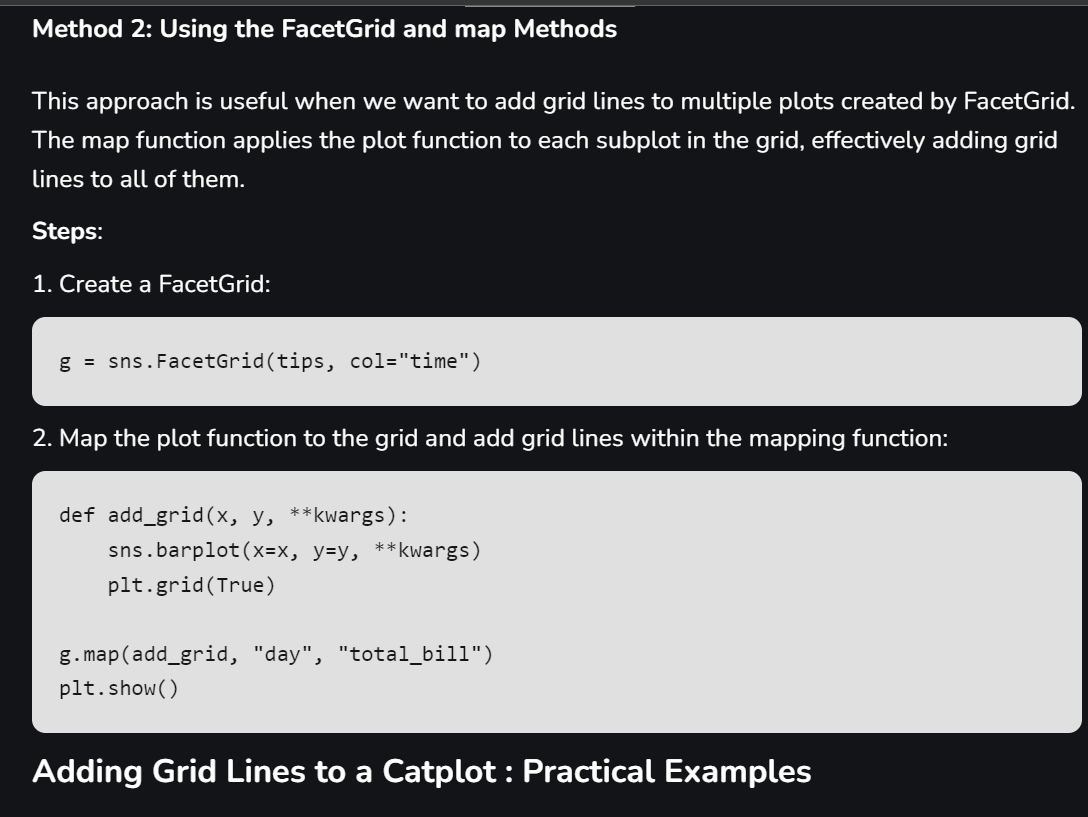 Method 2: Using the FacetGrid and map Methods
This approach is useful when we want to add grid lines to multiple plots created by FacetGrid.
The map function applies the plot function to each subplot in the grid, effectively adding grid
lines to all of them.
Steps:
1. Create a FacetGrid:
g = sns.FacetGrid(tips, col="time")
2. Map the plot function to the grid and add grid lines within the mapping function:
def add_grid(x, y, **kwargs):
    sns.barplot(x=x, y=y, **kwargs)
    plt.grid(True)
g.map(add_grid, "day", "total_bill")
plt.show()
Adding Grid Lines to a Catplot : Practical Examples